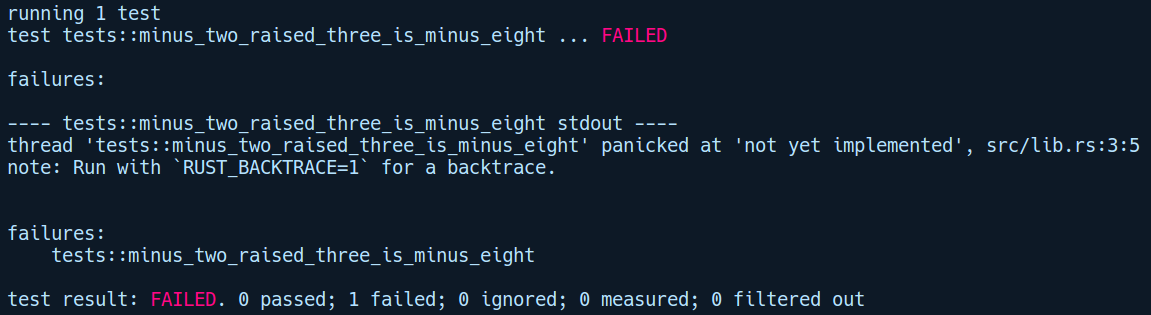 running 1 test
test tests::minus_two_raised_three_is_minus_eight ... FAILED
failures:
---- tests::minus_two_raised_three_is_minus_eight stdout ----
thread 'tests::minus_two_raised_three_is_minus_eight' panicked at 'not yet implemented', src/lib.rs:3:5
note: Run with `RUST_BACKTRACE=1` for a backtrace.
failures:
    tests::minus_two_raised_three_is_minus_eight
test result: FAILED. 0 passed; 1 failed; 0 ignored; 0 measured; 0 filtered out